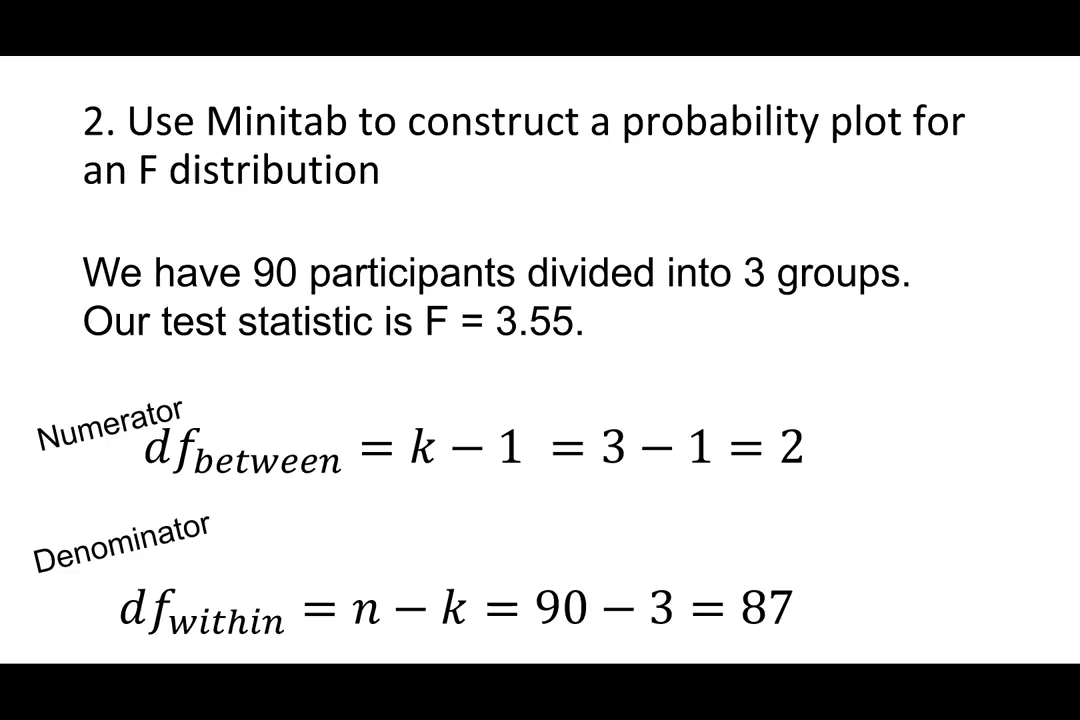 2. Use Minitab to construct a probability plot for
an F distribution
We have 90 participants divided into 3 groups.
Our test statistic is F = 3.55.
Numerator
df_between = k − 1 = 3 − 1 = 2
Denominator
df_within = n − k = 90 − 3 = 87